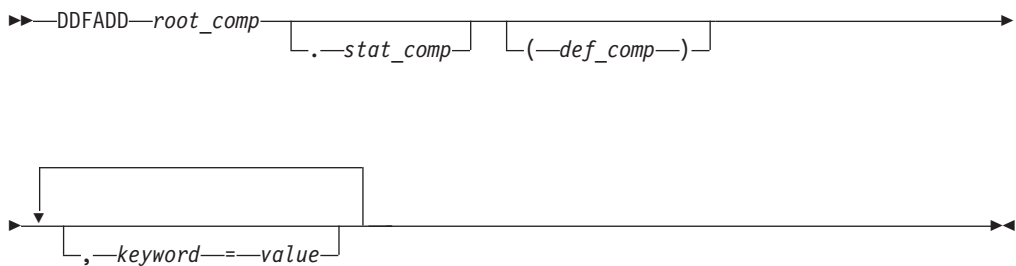 DDFADD root_comp
. stat_comp ( def_comp )
, keyword = value